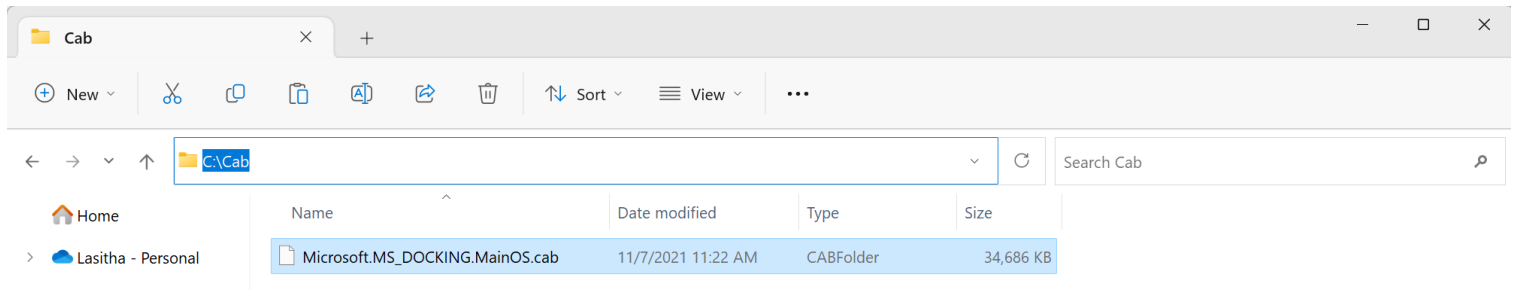 Cab
New Sort View
C:\Cab Search Cab
Home Name Date modified Type Size
Lasitha - Personal Microsoft.MS_DOCKING.MainOS.cab 11/7/2021 11:22 AM CABFolder 34,686 KB